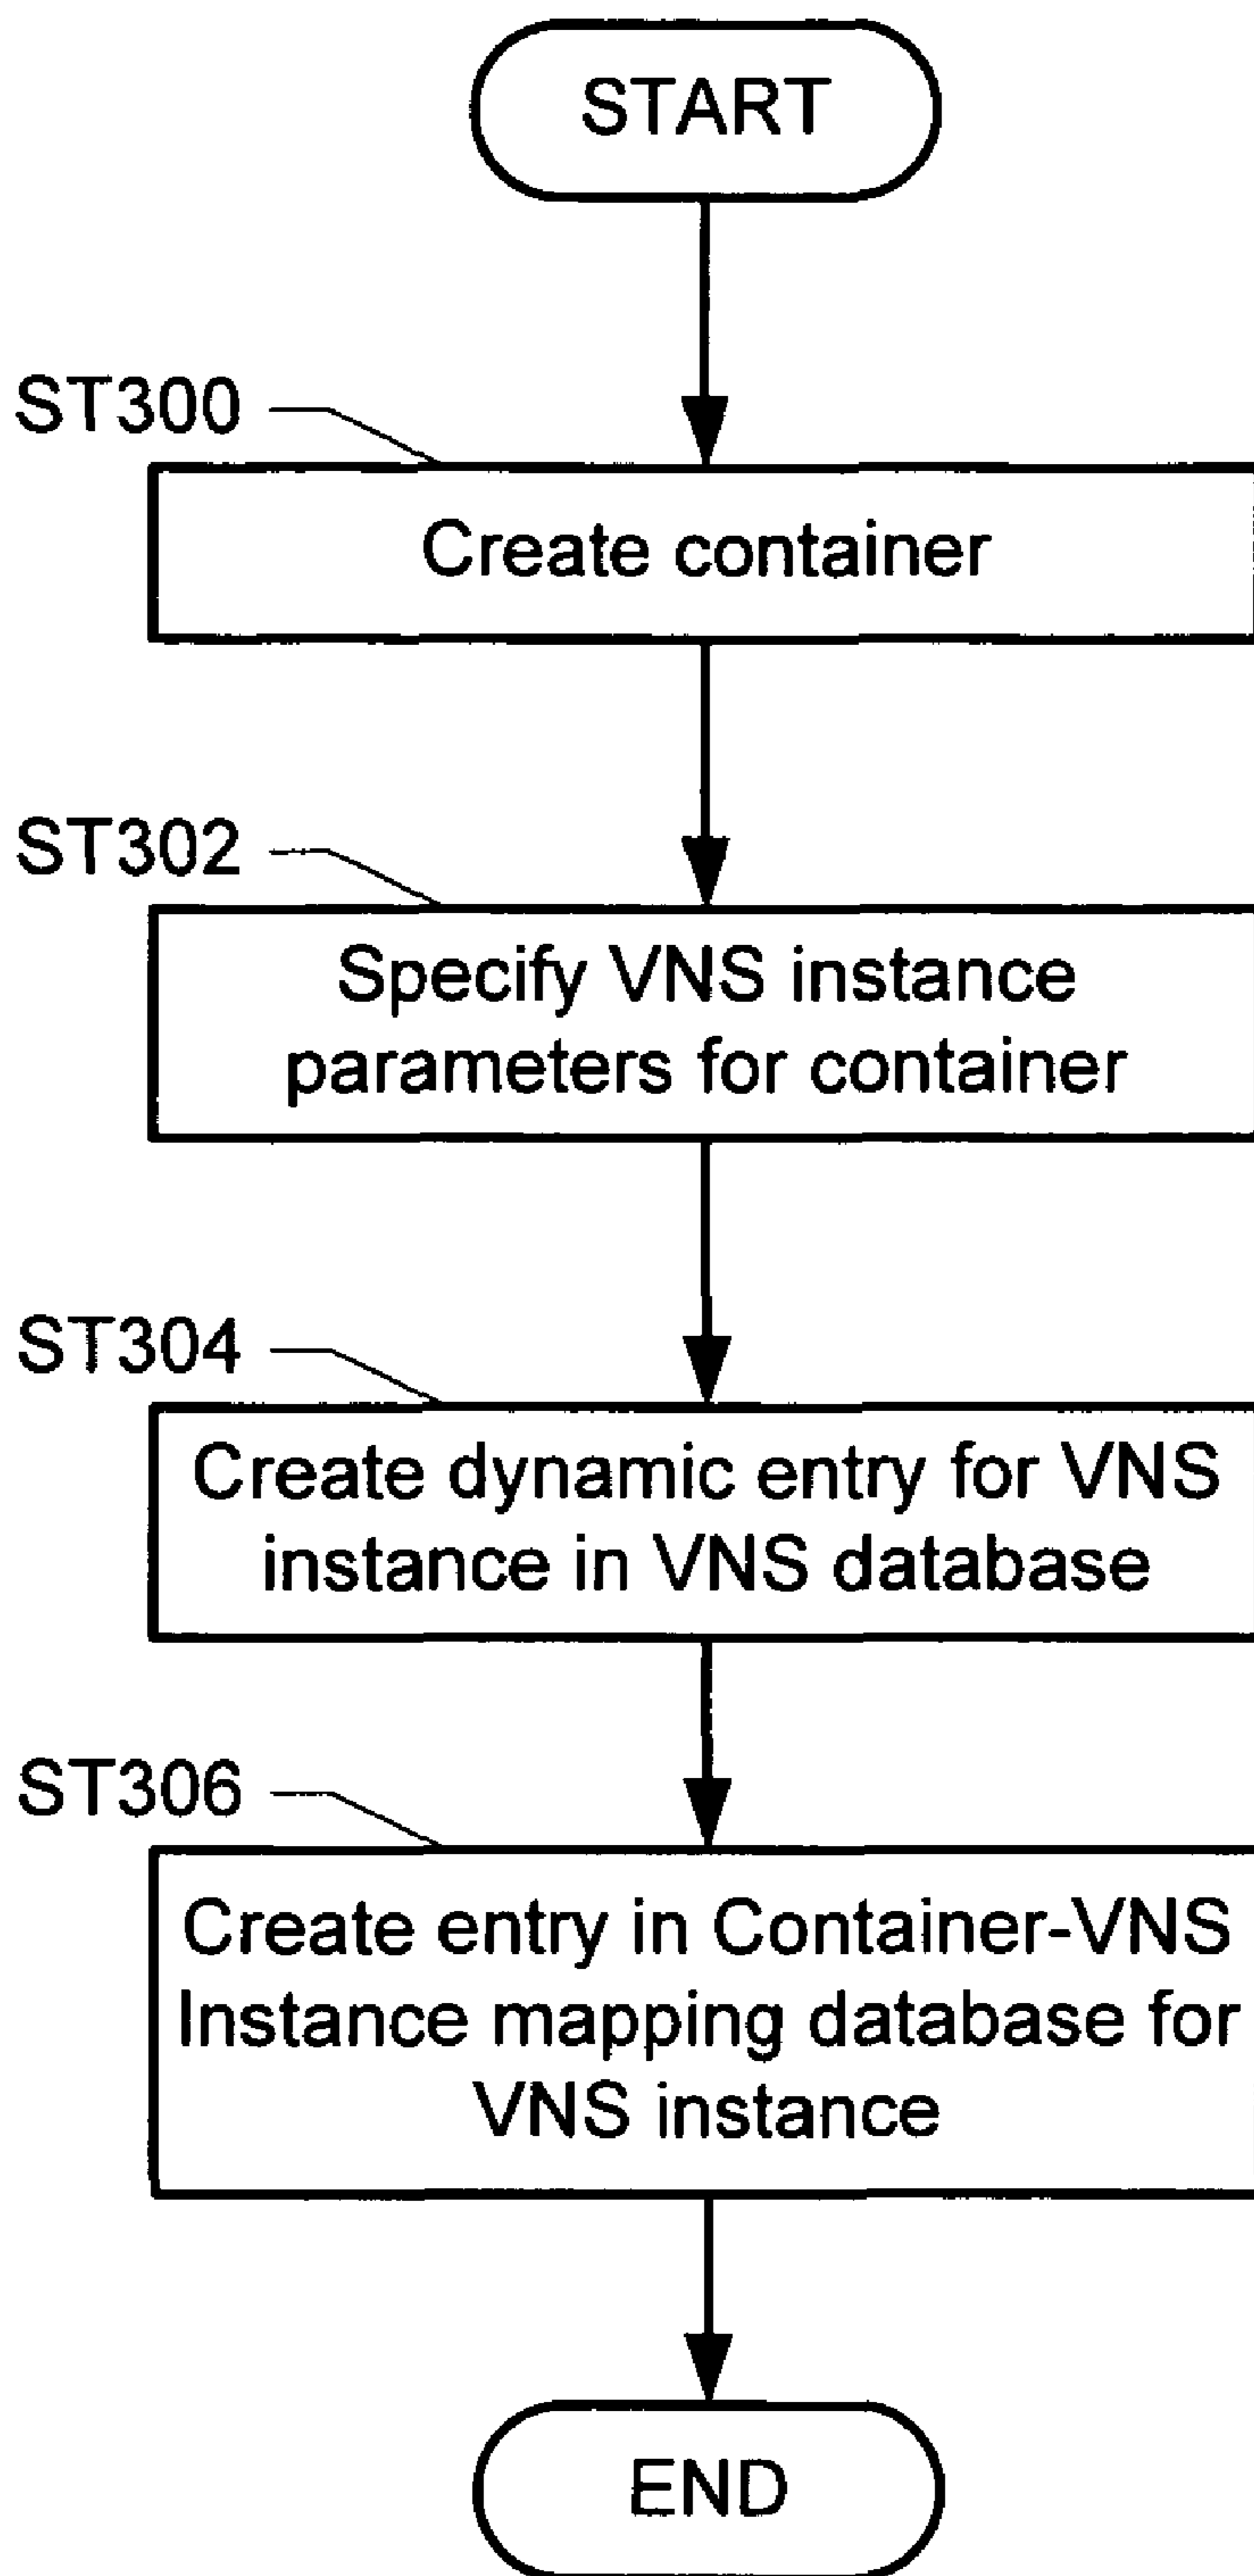 START
ST300
Create container
ST302
Specify VNS instance
parameters for container
ST304
Create dynamic entry for VNS
instance in VNS database
ST306
Create entry in Container-VNS
Instance mapping database for
VNS instance
END